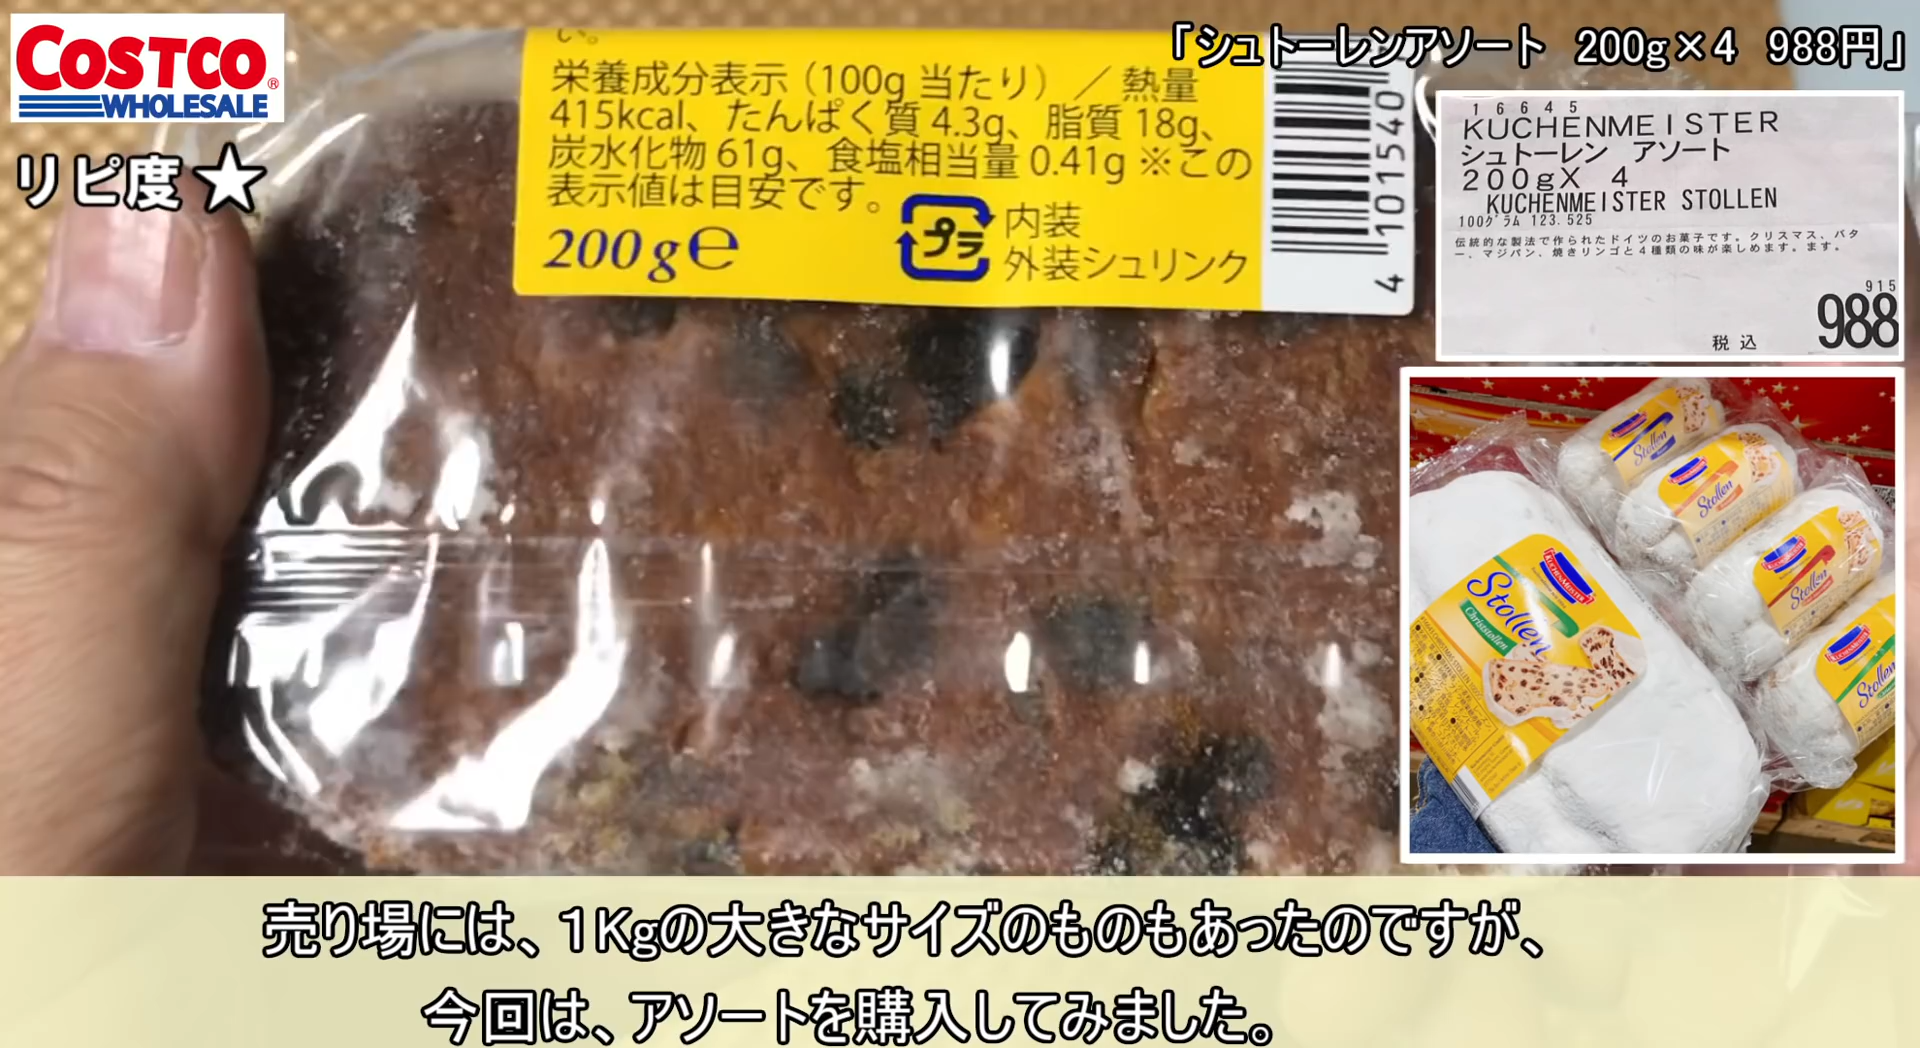 COSTCO
WHOLESALE
リピ度 ★
「シュトーレンアソート 200g×4 988円」
い。
栄養成分表示（100g 当たり）／熱量
415kcal、たんぱく質 4.3g、脂質 18g、
炭水化物 61g、食塩相当量 0.41g ※この
表示値は目安です。
200g℮
プラ
内装
外装シュリンク
4 101540
16645
KUCHENMEISTER
シュトーレン アソート
200gX 4
KUCHENMEISTER STOLLEN
100グラム 123.525
伝統的な製法で作られたドイツのお菓子です。クリスマス、バタ
ー、マジパン、焼きリンゴと4種類の味が楽しめます。ます。
915
988
税込
Stollen
Stollen
Stollen
KUCHENMEISTER
Stollen
Christstollen
Stollen
売り場には、1Kgの大きなサイズのものもあったのですが、
今回は、アソートを購入してみました。